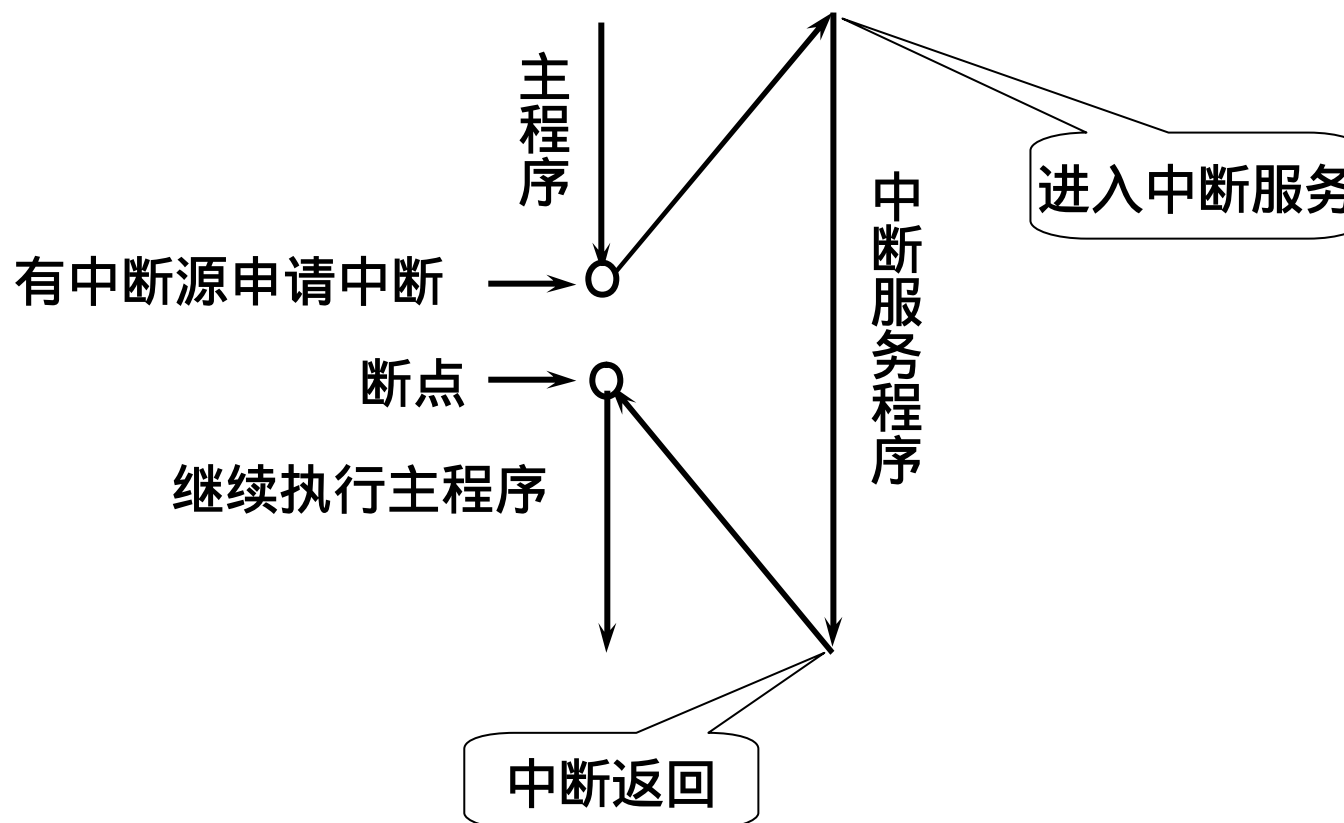 主程序
进入中断服务
中断服务程序
有中断源申请中断
断点
继续执行主程序
中断返回